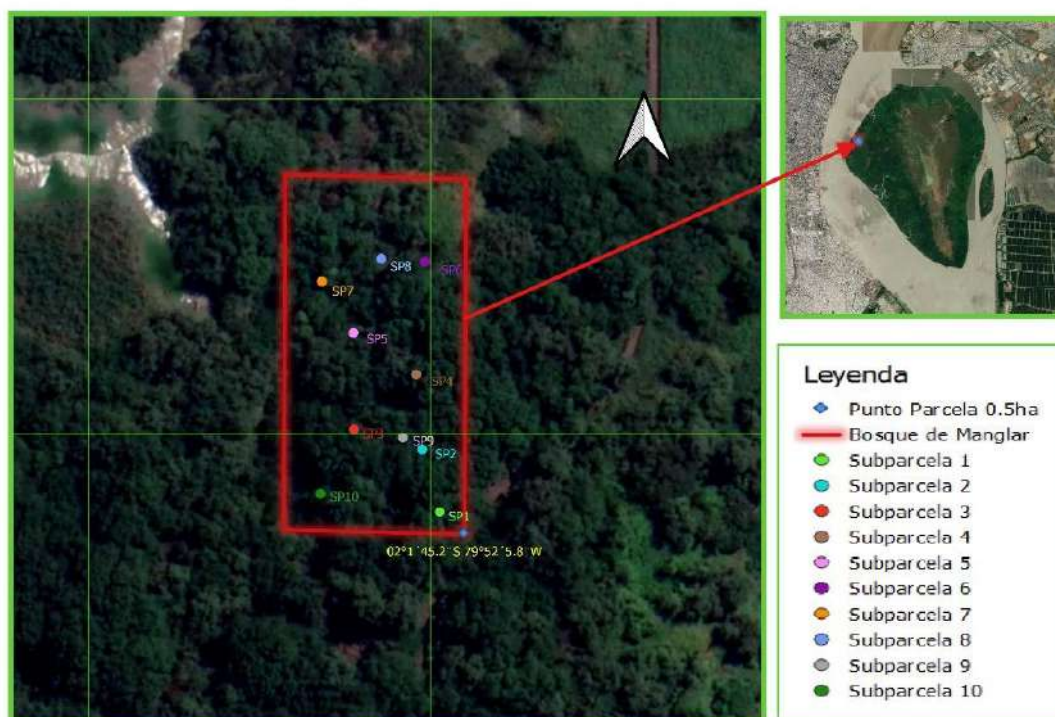 SP8
SP6
SP7
SP5
SP4
SP3
SP9
SP2
SP10
SP1
02°1´45.2¨S 79°52´5.8¨W
Leyenda
Punto Parcela 0.5ha
Bosque de Manglar
Subparcela 1
Subparcela 2
Subparcela 3
Subparcela 4
Subparcela 5
Subparcela 6
Subparcela 7
Subparcela 8
Subparcela 9
Subparcela 10